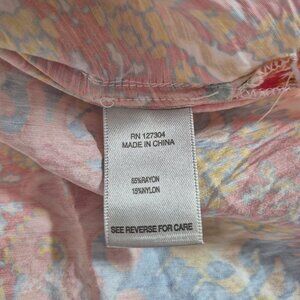 RN 127304
MADE IN CHINA
85%RAYON
15%NYLON
SEE REVERSE FOR CARE